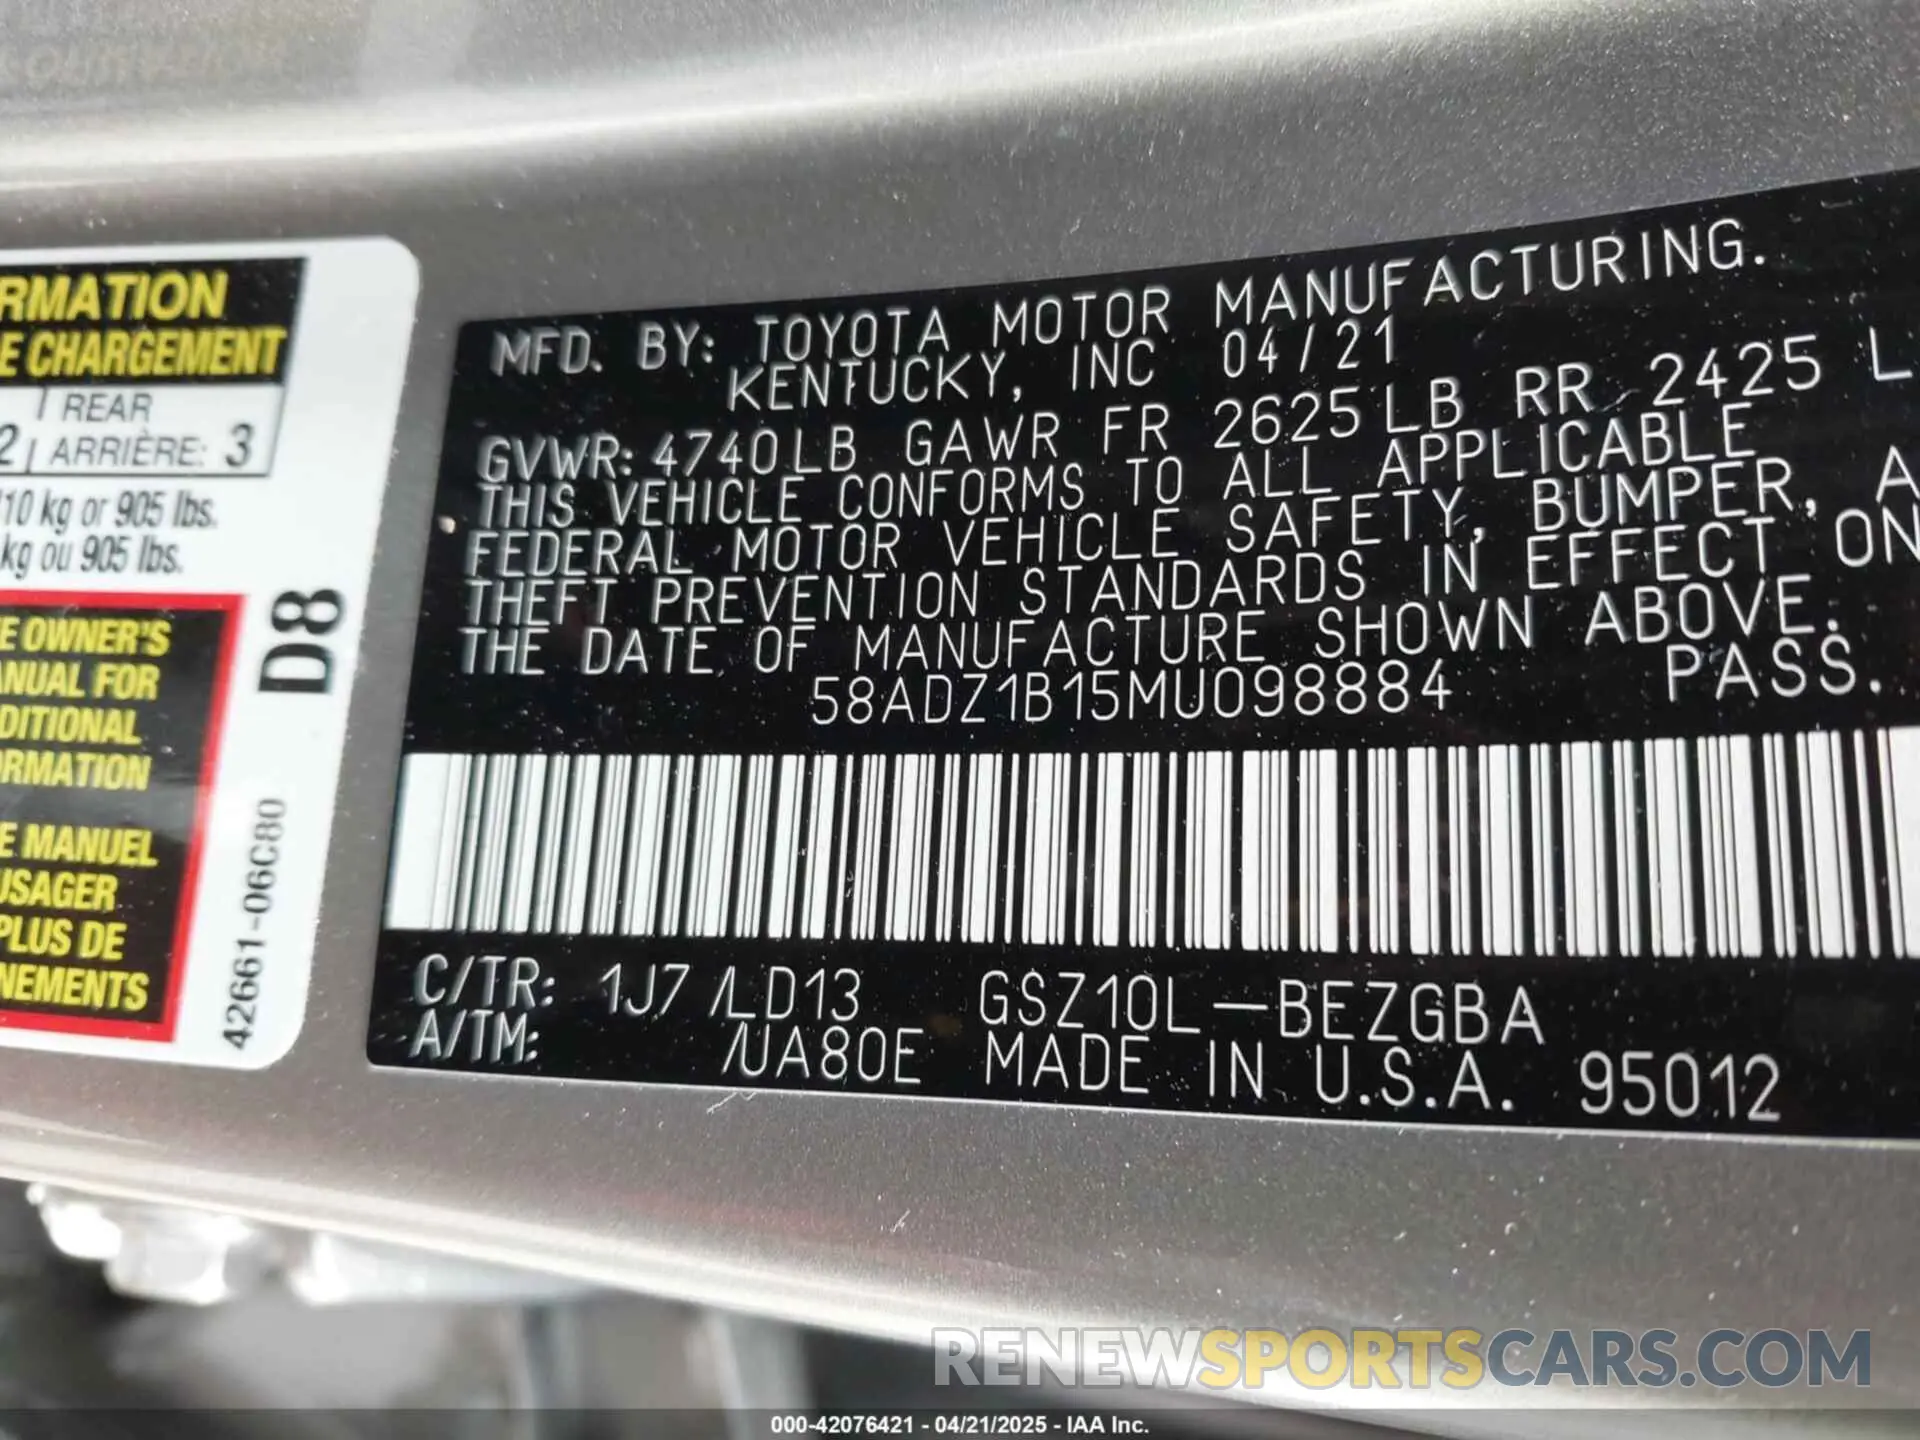 RMATION
E CHARGEMENT
2 REAR
ARRIÈRE: 3
10 kg or 905 lbs.
kg ou 905 lbs.
E OWNER'S
NUAL FOR
DITIONAL
RMATION
E MANUEL
USAGER
PLUS DE
NEMENTS
D8
42661-06C80
MFD. BY: TOYOTA MOTOR MANUFACTURING.
KENTUCKY, INC 04/21
GVWR: 4740LB GAWR FR 2625LB RR 2425 L
THIS VEHICLE CONFORMS TO ALL APPLICABLE
FEDERAL MOTOR VEHICLE SAFETY, BUMPER, A
THEFT PREVENTION STANDARDS IN EFFECT ON
THE DATE OF MANUFACTURE SHOWN ABOVE.
58ADZ1B15MU098884 PASS.
C/TR: 1J7 /LD13 GSZ10L-BEZGBA
A/TM: /UA80E MADE IN U.S.A. 95012
RENEWSPORTSCARS.COM
000-42076421 - 04/21/2025 - IAA Inc.